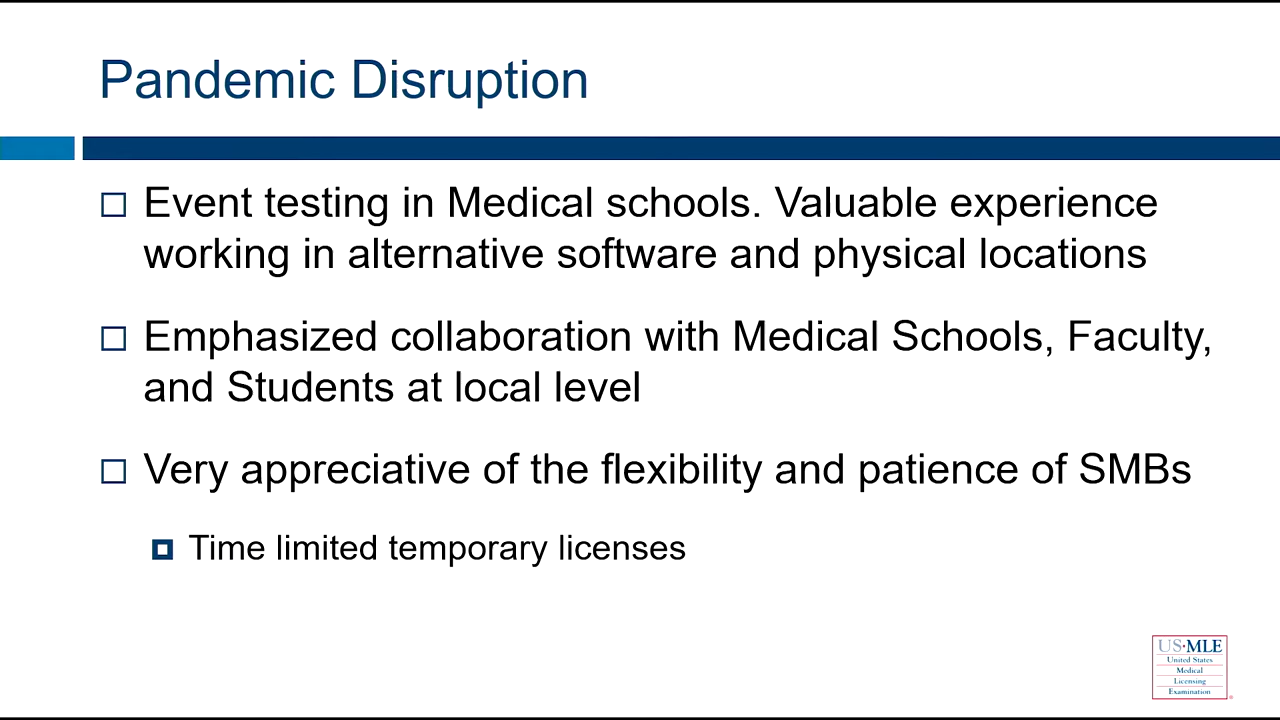 Pandemic Disruption
Event testing in Medical schools. Valuable experience
working in alternative software and physical locations
Emphasized collaboration with Medical Schools, Faculty,
and Students at local level
Very appreciative of the flexibility and patience of SMBs
Time limited temporary licenses
US·MLE
United States
Medical
Licensing
Examination
®